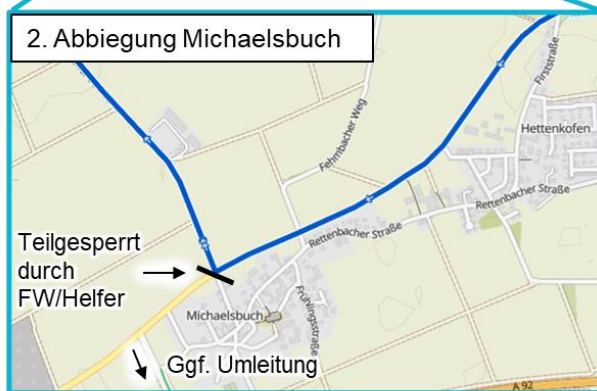 2. Abbiegung Michaelsbuch
Firststraße
Hettenkofen
Fehmbacher Weg
Rettenbacher Straße
Rettenbacher Straße
Teilgesperrt
durch
FW/Helfer
Frühlingsstraße
Michaelsbuch
Ggf. Umleitung
A 92